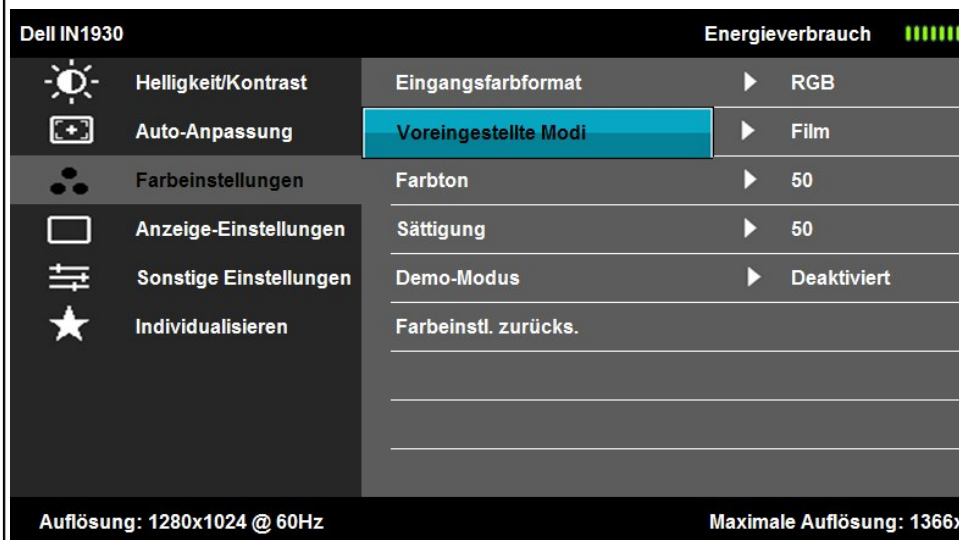 Dell IN1930 Energieverbrauch
Helligkeit/Kontrast Eingangsfarbformat RGB
Auto-Anpassung Voreingestellte Modi Film
Farbeinstellungen Farbton 50
Anzeige-Einstellungen Sättigung 50
Sonstige Einstellungen Demo-Modus Deaktiviert
Individualisieren Farbeinstl. zurücks.
Auflösung: 1280x1024 @ 60Hz Maximale Auflösung: 1366x